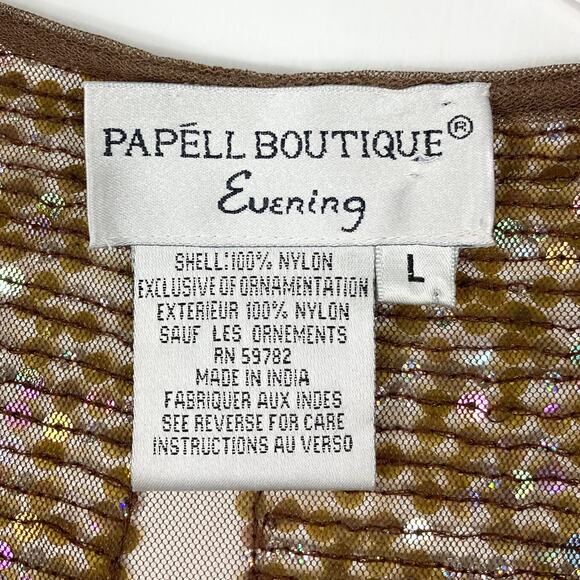 PAPÉLL BOUTIQUE®
Evening
L
SHELL:100% NYLON
EXCLUSIVE OF ORNAMENTATION
EXTERIEUR 100% NYLON
SAUF LES ORNEMENTS
RN 59782
MADE IN INDIA
FABRIQUER AUX INDES
SEE REVERSE FOR CARE
INSTRUCTIONS AU VERSO